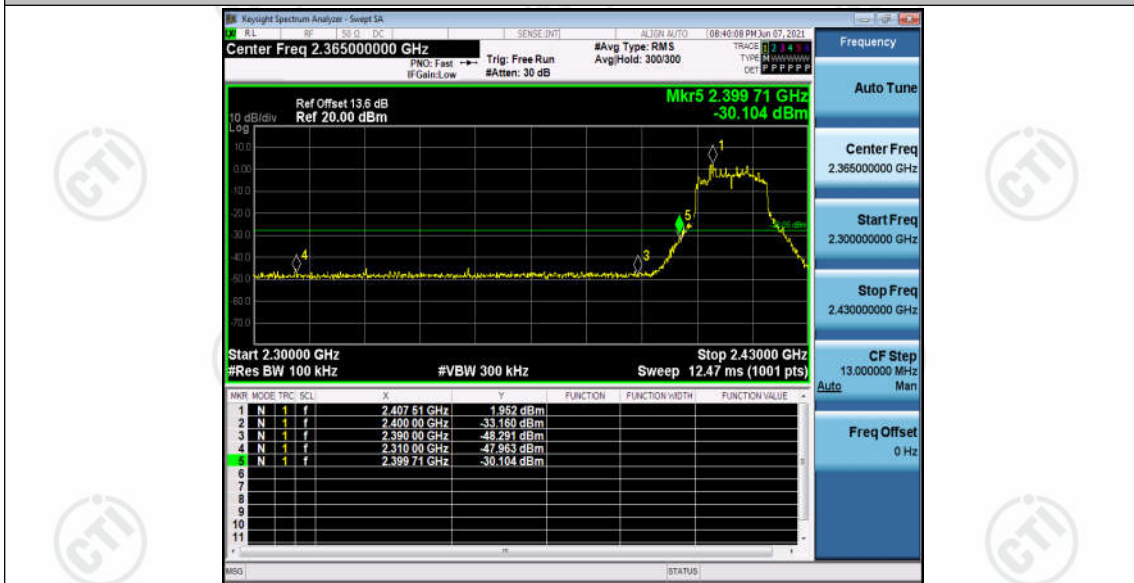 Keysight Spectrum Analyzer - Swept SA
RL RF 50 Ω DC SENSE:INT ALIGN AUTO 08:40:08 PM Jun 07, 2021
Center Freq 2.365000000 GHz
PNO: Fast
IFGain:Low
Trig: Free Run
#Atten: 30 dB
#Avg Type: RMS
Avg|Hold: 300/300
TRACE 1 2 3 4 5 6
TYPE M W W W W W
DET P P P P P P
Frequency
Auto Tune
Center Freq
2.365000000 GHz
Start Freq
2.300000000 GHz
Stop Freq
2.430000000 GHz
CF Step
13.000000 MHz
Auto Man
Freq Offset
0 Hz
Mkr5 2.399 71 GHz
-30.104 dBm
Ref Offset 13.6 dB
10 dB/div Ref 20.00 dBm
Log
10.0
0.00
-10.0
-20.0
-30.0
-40.0
-50.0
-60.0
-70.0
1
5
3
4
Start 2.30000 GHz Stop 2.43000 GHz
#Res BW 100 kHz #VBW 300 kHz Sweep 12.47 ms (1001 pts)
MKR MODE TRC SCL X Y FUNCTION FUNCTION WIDTH FUNCTION VALUE
1 N 1 f 2.407 51 GHz 1.952 dBm
2 N 1 f 2.400 00 GHz -33.160 dBm
3 N 1 f 2.390 00 GHz -48.291 dBm
4 N 1 f 2.310 00 GHz -47.963 dBm
5 N 1 f 2.399 71 GHz -30.104 dBm
6
7
8
9
10
11
MSG STATUS
CTI
CTI
CTI
CTI